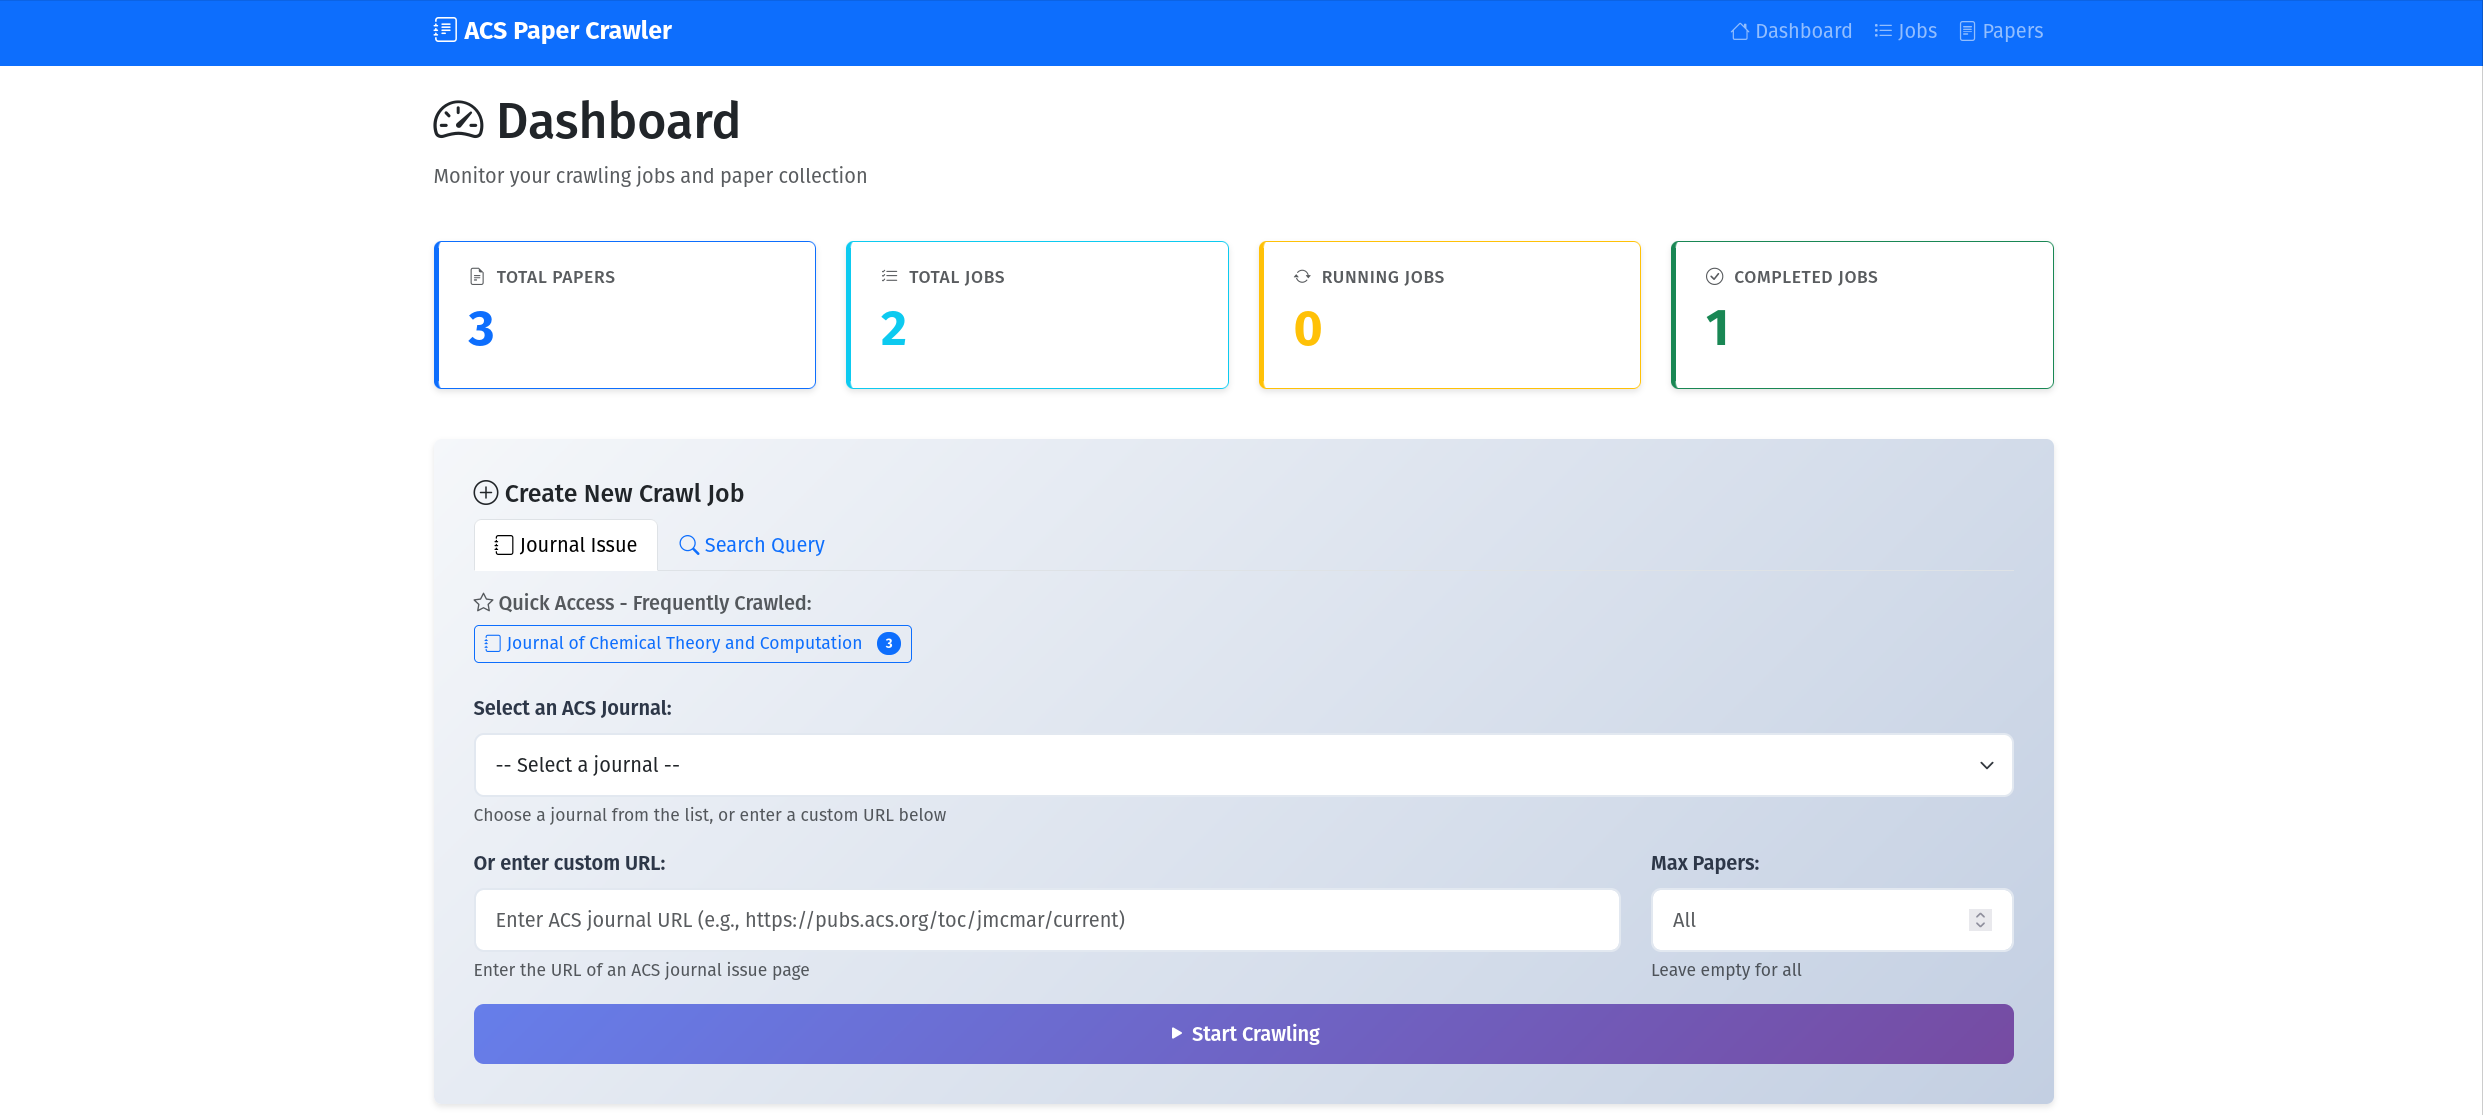 ACS Paper Crawler
Dashboard Jobs Papers
Dashboard
Monitor your crawling jobs and paper collection
TOTAL PAPERS
3
TOTAL JOBS
2
RUNNING JOBS
0
COMPLETED JOBS
1
Create New Crawl Job
Journal Issue Search Query
Quick Access - Frequently Crawled:
Journal of Chemical Theory and Computation 3
Select an ACS Journal:
-- Select a journal --
Choose a journal from the list, or enter a custom URL below
Or enter custom URL:
Enter ACS journal URL (e.g., https://pubs.acs.org/toc/jmcmar/current)
Enter the URL of an ACS journal issue page
Max Papers:
All
Leave empty for all
Start Crawling